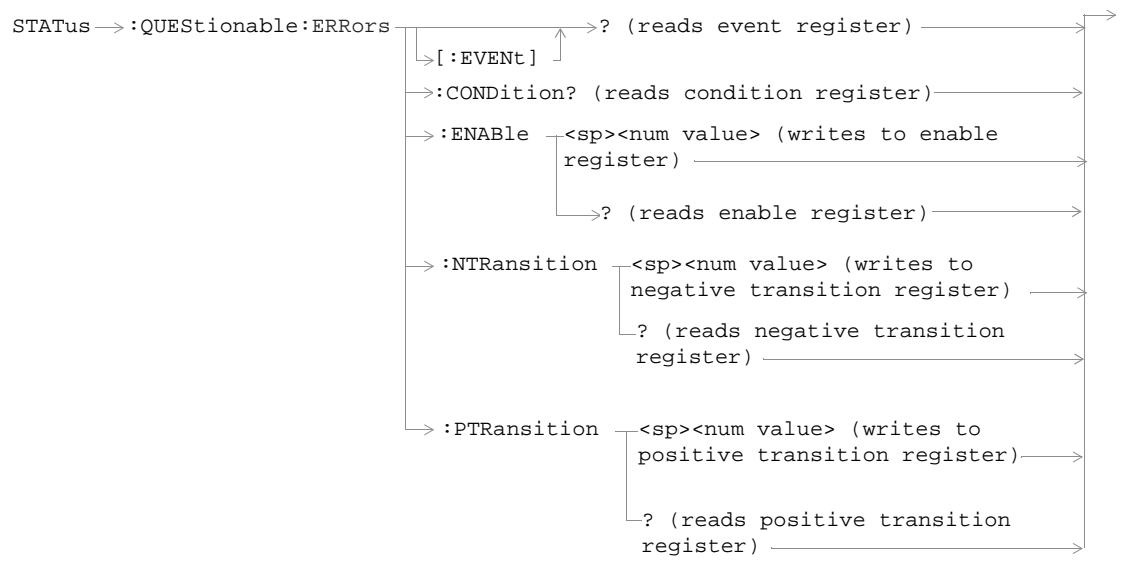 STATus :QUEStionable:ERRors ? (reads event register)
[:EVENt]
:CONDition? (reads condition register)
:ENABle <sp><num value> (writes to enable
register)
? (reads enable register)
:NTRansition <sp><num value> (writes to
negative transition register)
? (reads negative transition
register)
:PTRansition <sp><num value> (writes to
positive transition register)
? (reads positive transition
register)